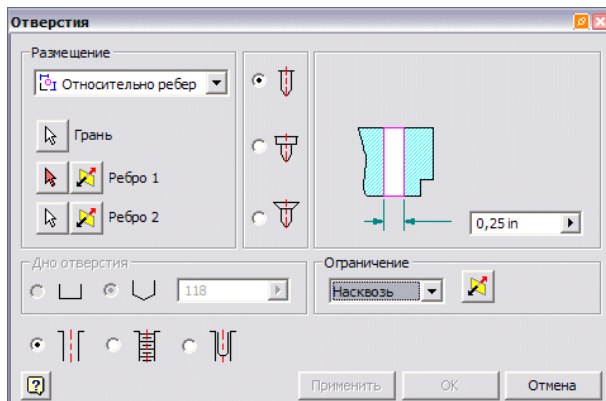 Отверстия
Размещение
Относительно ребер
Грань
Ребро 1
Ребро 2
0,25 in
Дно отверстия
118
Ограничение
Насквозь
Применить
OK
Отмена